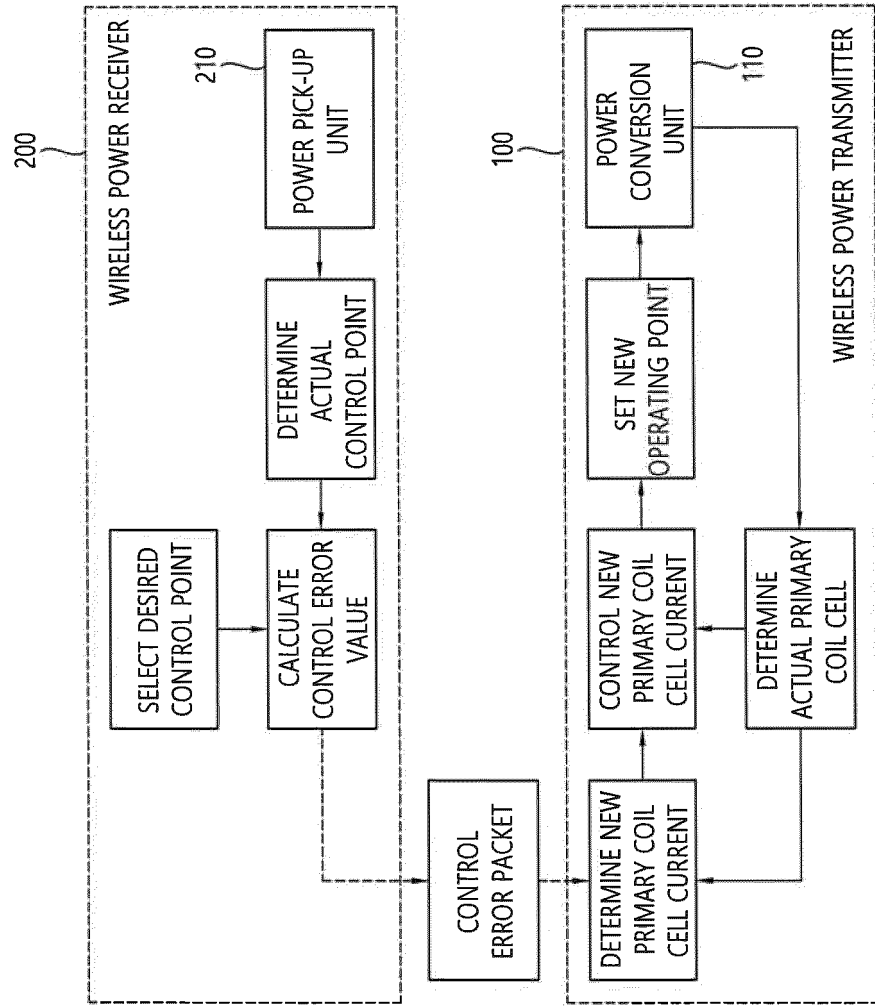 200
WIRELESS POWER RECEIVER
SELECT DESIRED
CONTROL POINT
CALCULATE
CONTROL ERROR
VALUE
DETERMINE
ACTUAL
CONTROL POINT
POWER PICK-UP
UNIT
210
CONTROL
ERROR PACKET
100
DETERMINE NEW
PRIMARY COIL
CELL CURRENT
CONTROL NEW
PRIMARY COIL
CELL CURRENT
SET NEW
OPERATING POINT
POWER
CONVERSION
UNIT
110
DETERMINE
ACTUAL PRIMARY
COIL CELL
WIRELESS POWER TRANSMITTER